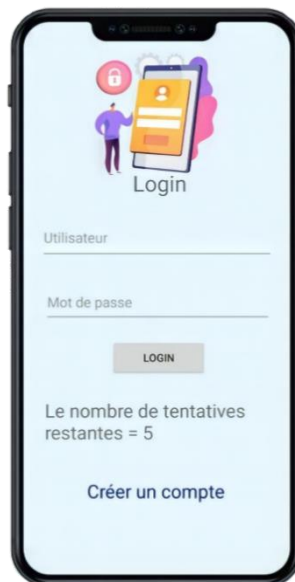 Login
Utilisateur
Mot de passe
LOGIN
Le nombre de tentatives
restantes = 5
Créer un compte